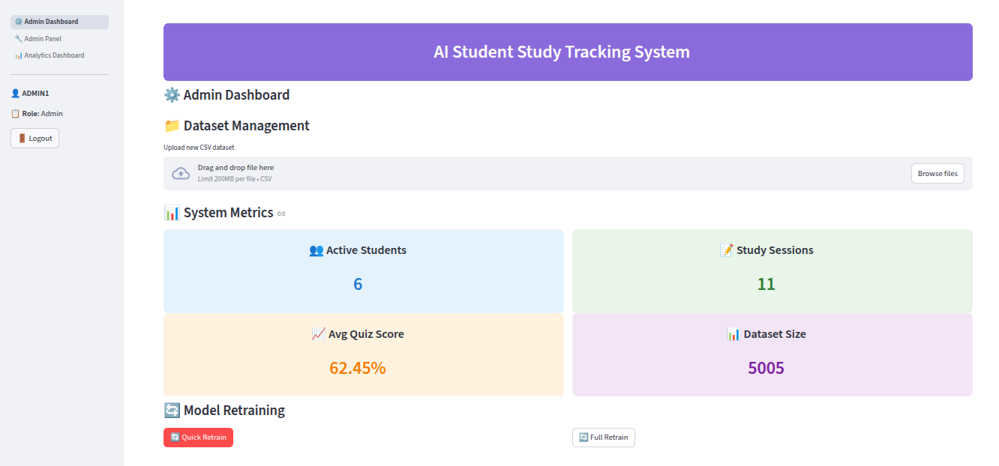 Admin Dashboard
Admin Panel
Analytics Dashboard
ADMIN1
Role: Admin
Logout
AI Student Study Tracking System
Admin Dashboard
Dataset Management
Upload new CSV dataset
Drag and drop file here
Limit 200MB per file • CSV
Browse files
System Metrics
Active Students
6
Study Sessions
11
Avg Quiz Score
62.45%
Dataset Size
5005
Model Retraining
Quick Retrain
Full Retrain